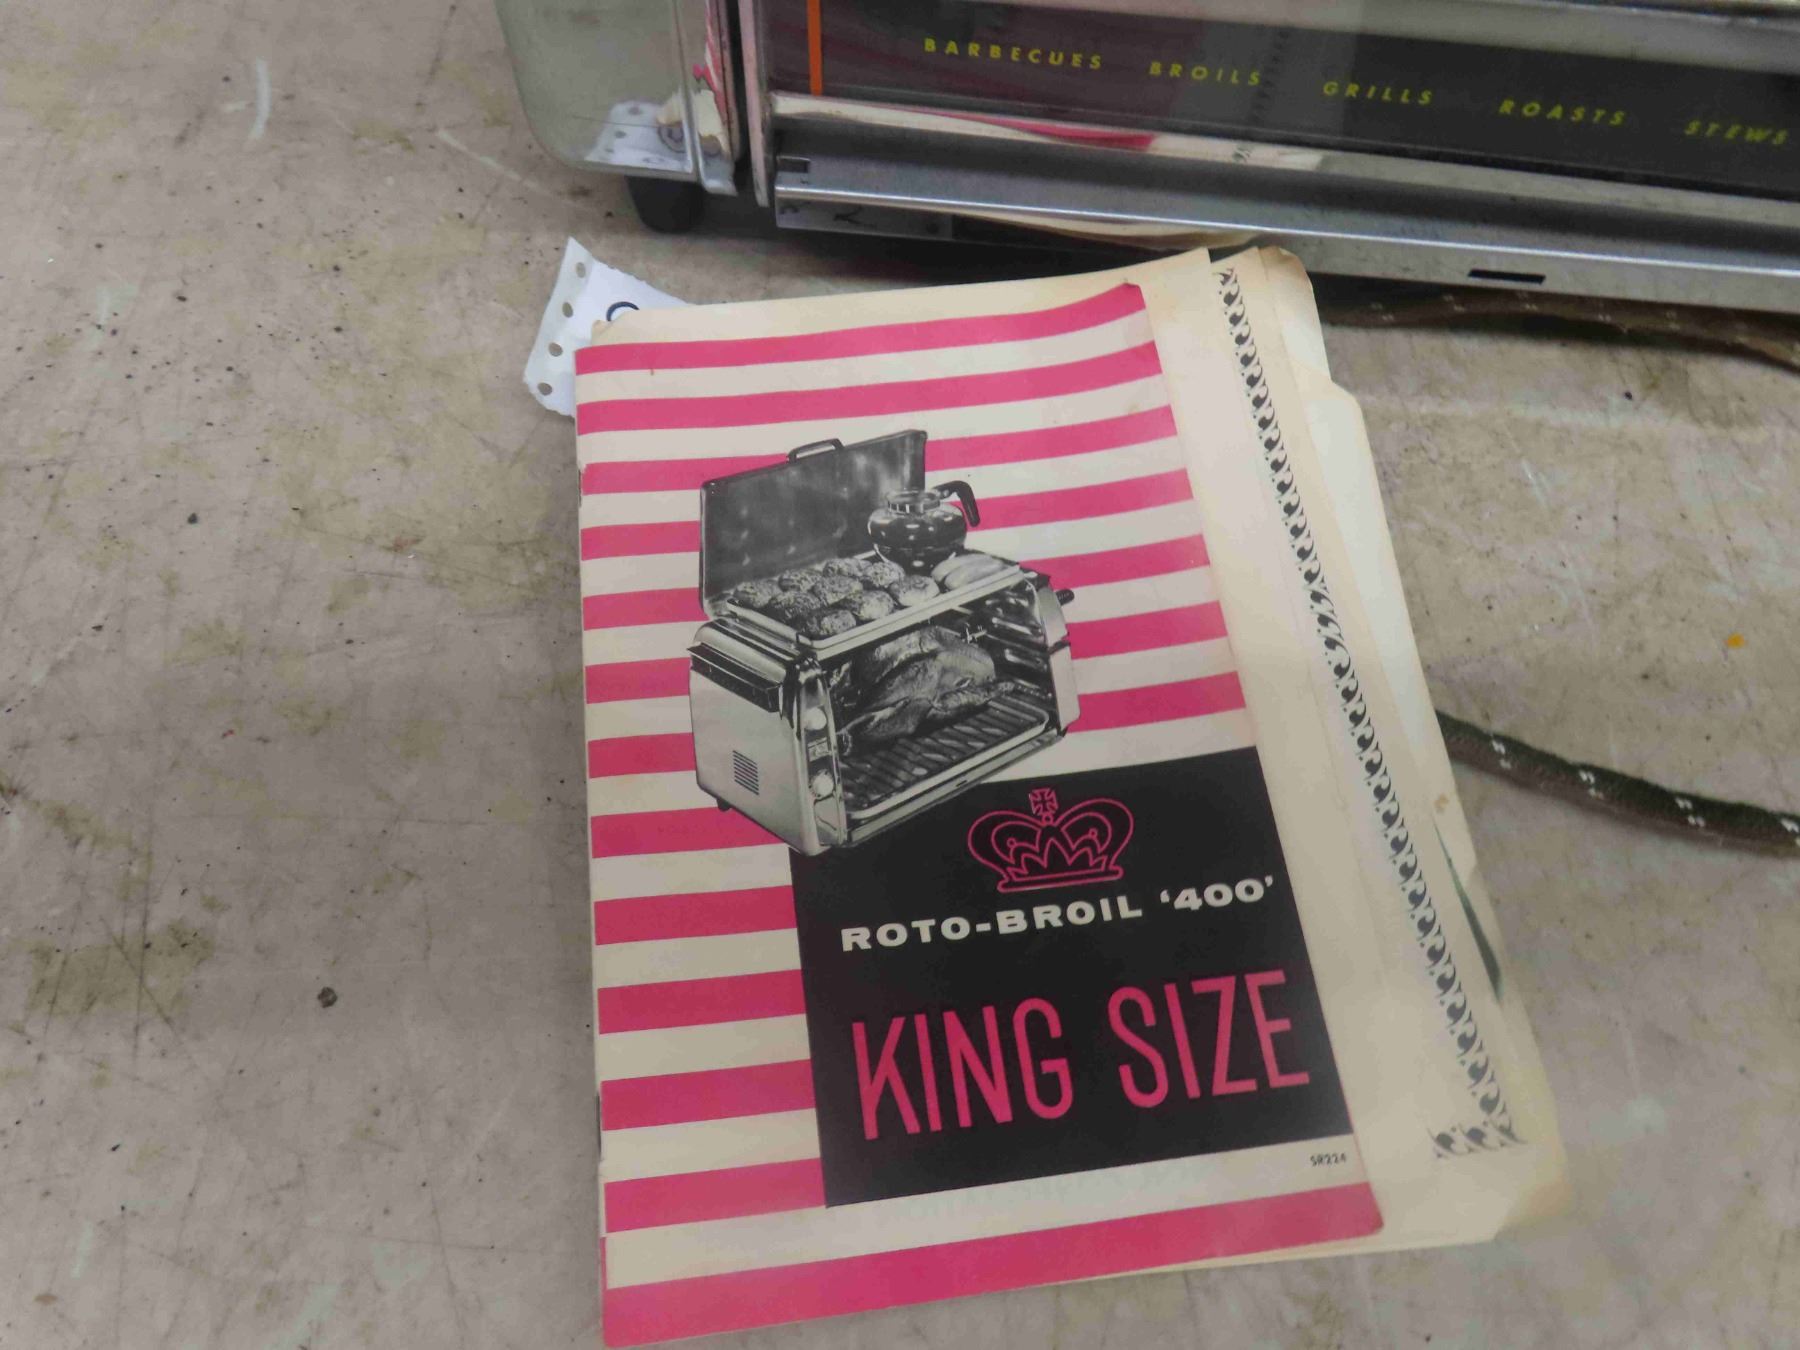 BARBECUES BROILS GRILLS ROASTS STEWS
ROTO-BROIL '400'
KING SIZE
SR224